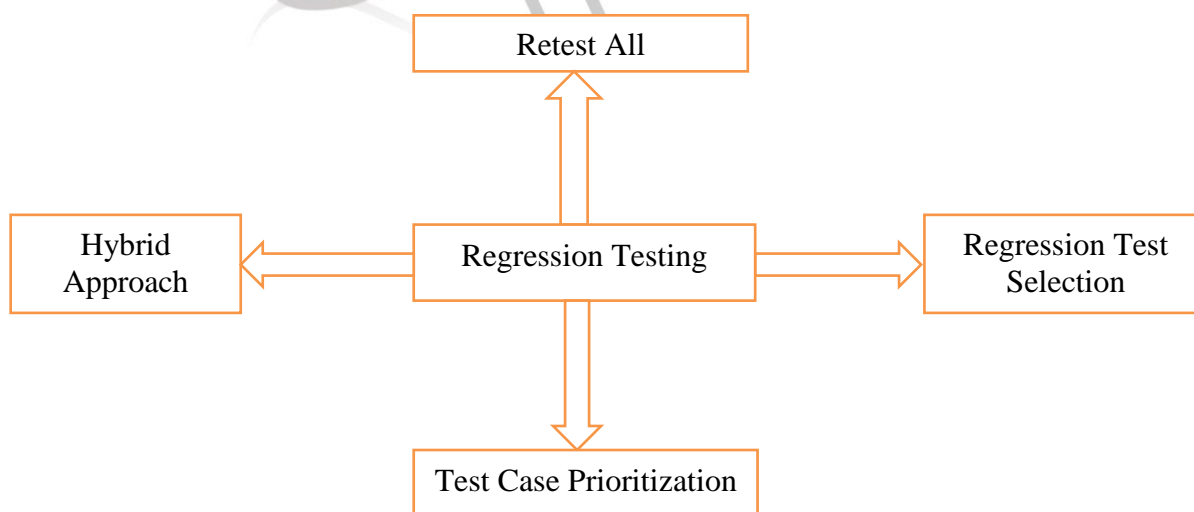 Retest All
Hybrid
Approach
Regression Testing
Regression Test
Selection
Test Case Prioritization